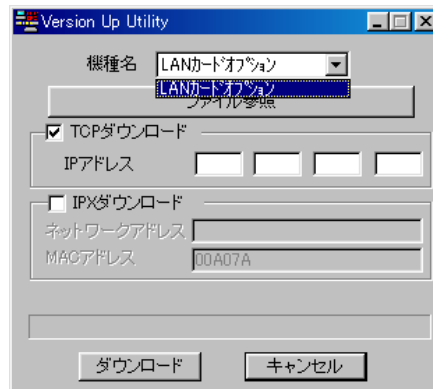 Version Up Utility
機種名 LANカードオプション
LANカードオプション
ファイル参照
TCPダウンロード
IPアドレス
IPXダウンロード
ネットワークアドレス
MACアドレス 00A07A
ダウンロード キャンセル